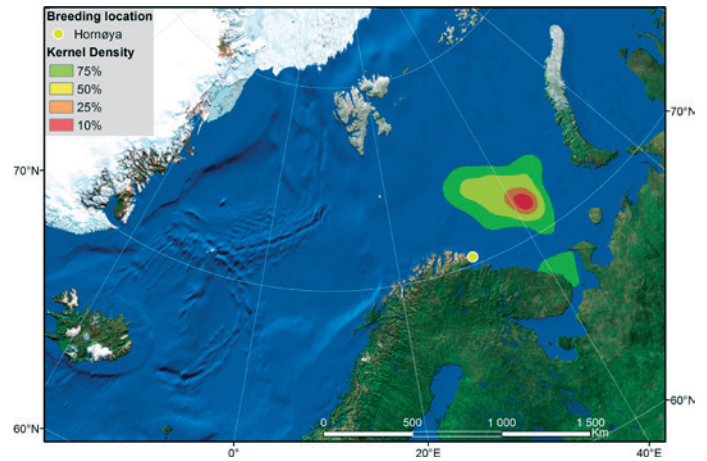 Breeding location
Hornøya
Kernel Density
75%
50%
25%
10%
70°N
70°N
60°N
60°N
0 500 1 000 1 500
Km
0°
20°E
40°E